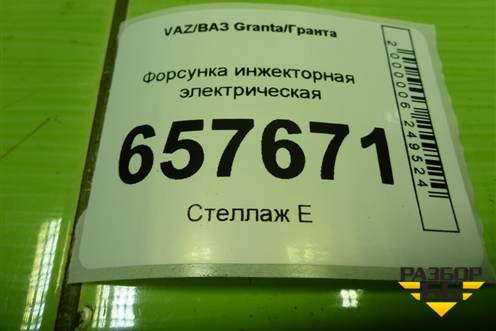 VAZ/ВАЗ Granta/Гранта
Форсунка инжекторная
электрическая
657671
Стеллаж Е
2000006249524
РАЗБОР